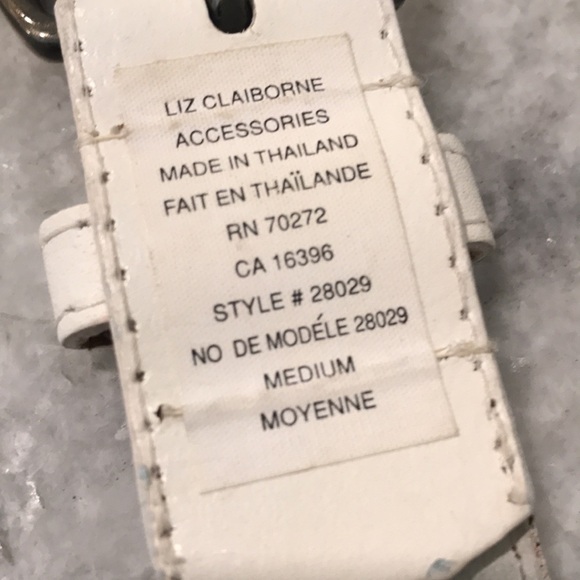 LIZ CLAIBORNE
ACCESSORIES
MADE IN THAILAND
FAIT EN THAÏLANDE
RN 70272
CA 16396
STYLE # 28029
NO DE MODÉLE 28029
MEDIUM
MOYENNE